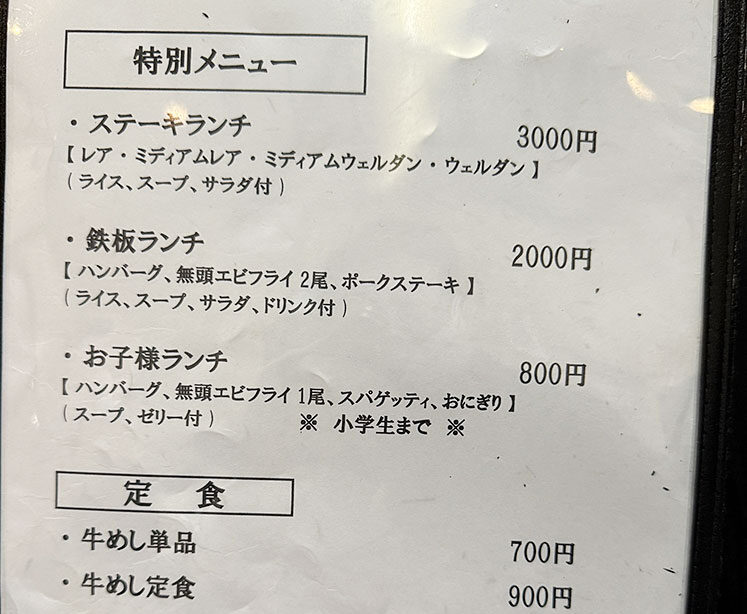 特別メニュー
・ステーキランチ 3000円
【レア・ミディアムレア・ミディアムウェルダン・ウェルダン】
(ライス、スープ、サラダ付)
・鉄板ランチ 2000円
【ハンバーグ、無頭エビフライ 2尾、ポークステーキ】
(ライス、スープ、サラダ、ドリンク付)
・お子様ランチ 800円
【ハンバーグ、無頭エビフライ 1尾、スパゲッティ、おにぎり】
(スープ、ゼリー付) ※ 小学生まで ※
定 食
・牛めし単品 700円
・牛めし定食 900円